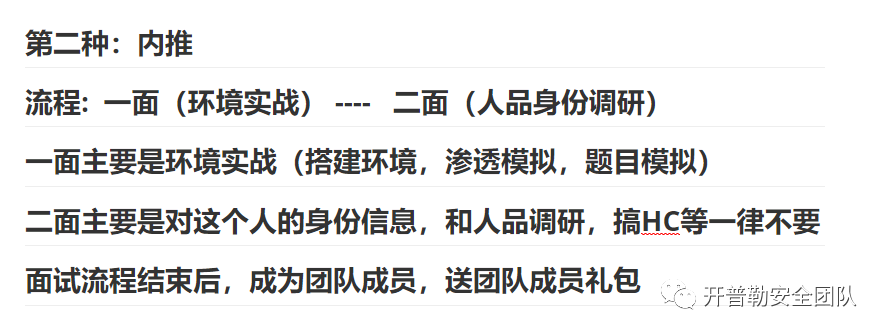 第二种：内推
流程: 一面（环境实战） ---- 二面（人品身份调研）
一面主要是环境实战（搭建环境，渗透模拟，题目模拟）
二面主要是对这个人的身份信息，和人品调研，搞HC等一律不要
面试流程结束后，成为团队成员，送团队成员礼包
开普勒安全团队